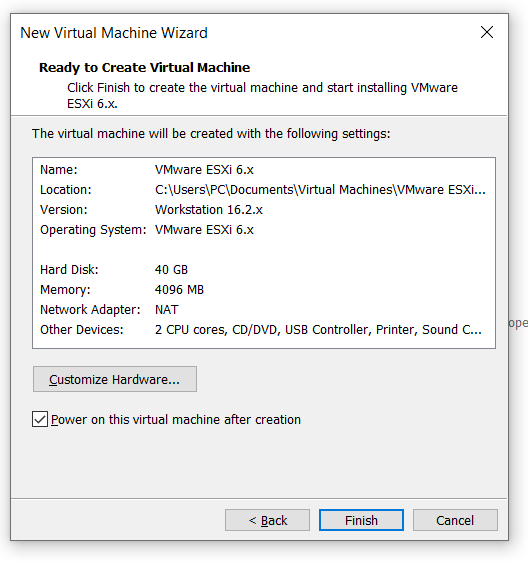 New Virtual Machine Wizard
Ready to Create Virtual Machine
Click Finish to create the virtual machine and start installing VMware
ESXi 6.x.
The virtual machine will be created with the following settings:
Name: VMware ESXi 6.x
Location: C:\Users\PC\Documents\Virtual Machines\VMware ESXi...
Version: Workstation 16.2.x
Operating System: VMware ESXi 6.x
Hard Disk: 40 GB
Memory: 4096 MB
Network Adapter: NAT
Other Devices: 2 CPU cores, CD/DVD, USB Controller, Printer, Sound C...
ope
Customize Hardware...
Power on this virtual machine after creation
< Back Finish Cancel